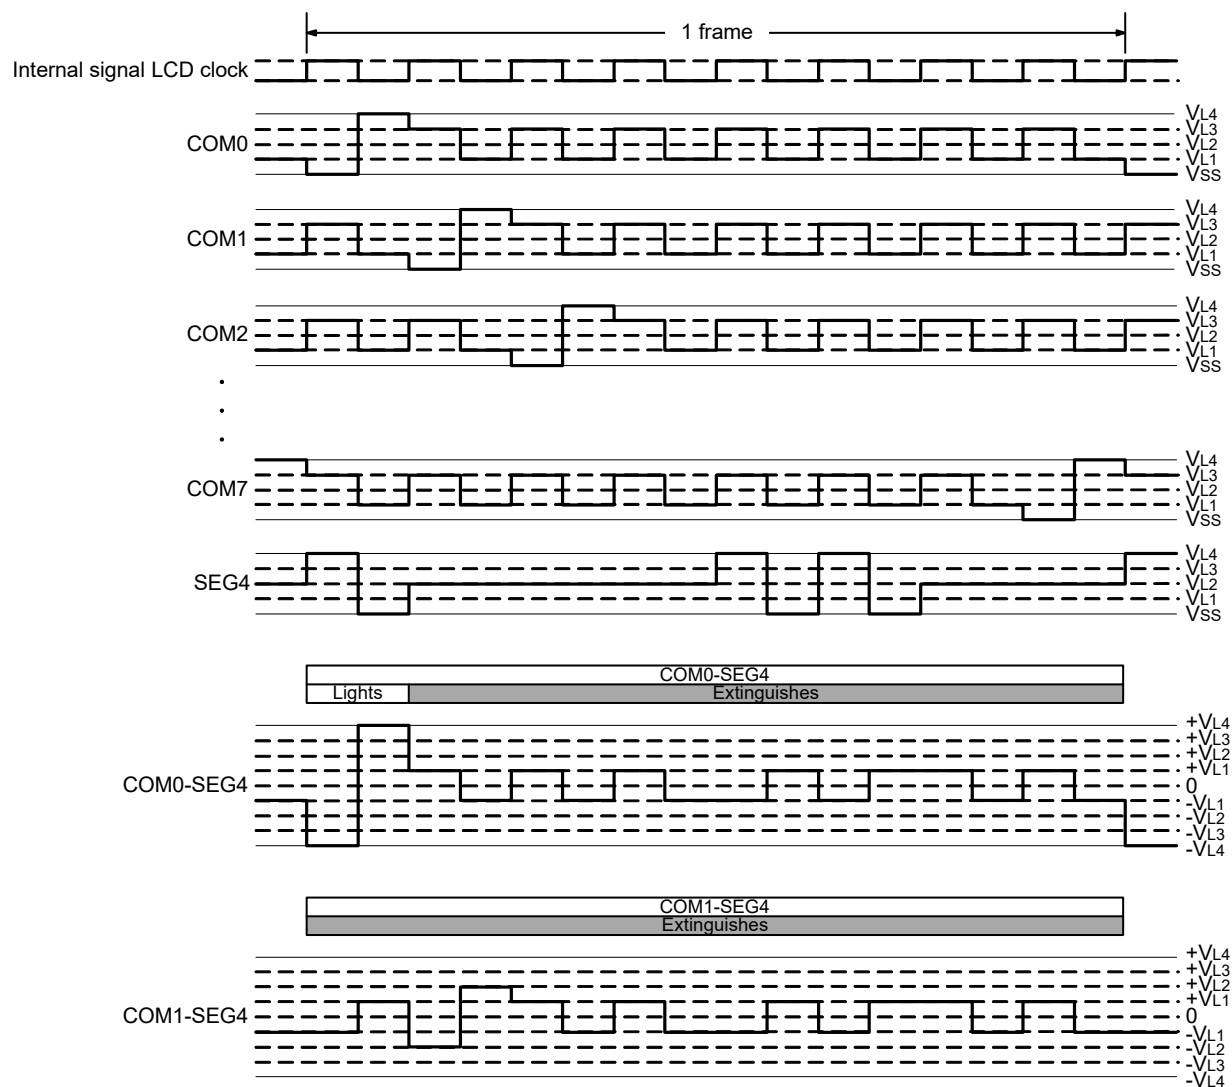 1 frame
Internal signal LCD clock
COM0
VL4
VL3
VL2
VL1
VSS
COM1
VL4
VL3
VL2
VL1
VSS
COM2
VL4
VL3
VL2
VL1
VSS
COM7
VL4
VL3
VL2
VL1
VSS
SEG4
VL4
VL3
VL2
VL1
VSS
COM0-SEG4
Lights Extinguishes
COM0-SEG4
+VL4
+VL3
+VL2
+VL1
0
-VL1
-VL2
-VL3
-VL4
COM1-SEG4
Extinguishes
COM1-SEG4
+VL4
+VL3
+VL2
+VL1
0
-VL1
-VL2
-VL3
-VL4